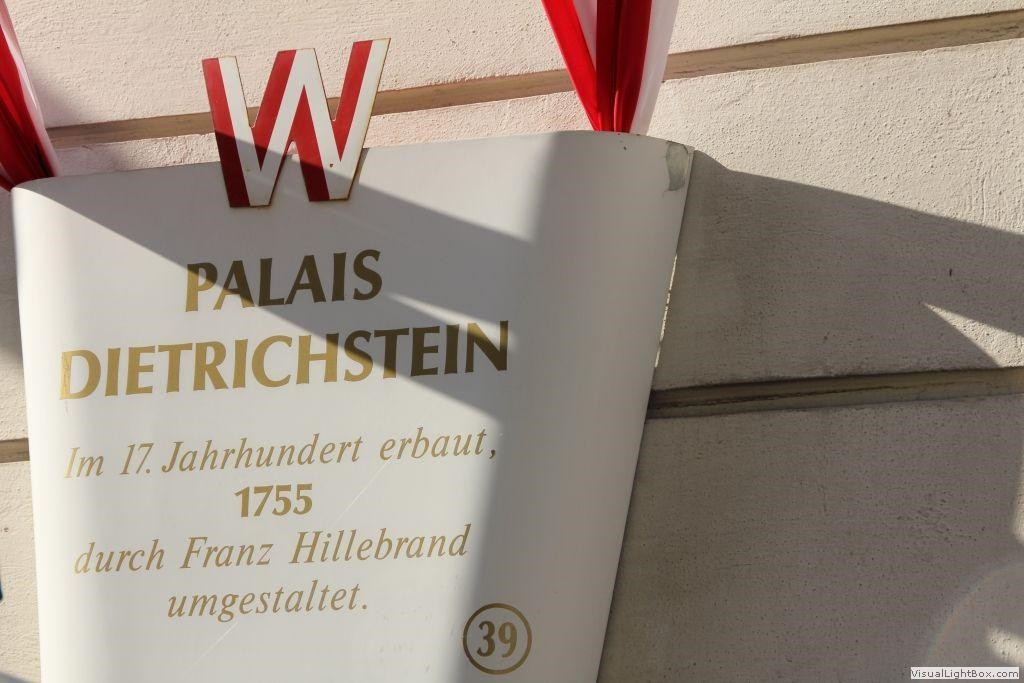 W
PALAIS
DIETRICHSTEIN
Im 17. Jahrhundert erbaut,
1755
durch Franz Hillebrand
umgestaltet.
39
VisualLightBox.com